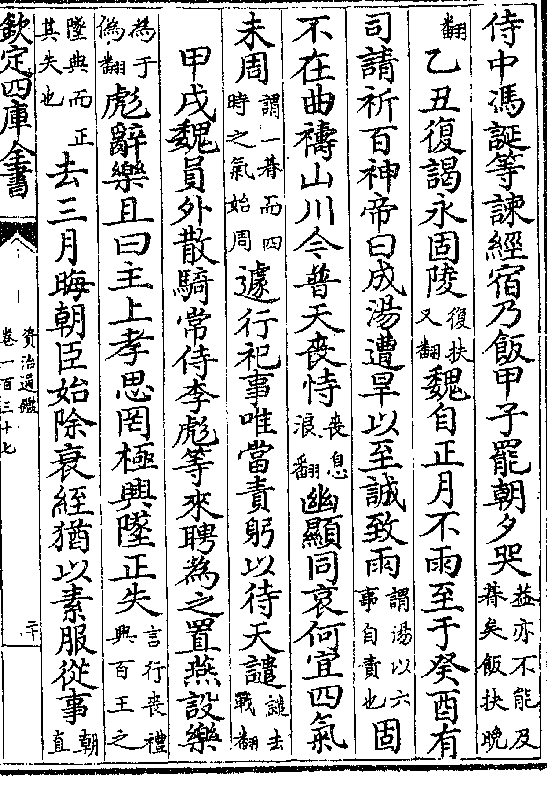 侍中馮誕等諫經宿乃飯甲子罷朝夕哭盖亦不能及朞矣飯扶晚
翻乙丑復謁永固陵復扶又翻魏自正月不雨至于癸酉有
司請祈百神帝曰成湯遭旱以至誠致雨謂湯以六事自責也固
不在曲禱山川今普天喪恃喪息浪翻幽顯同哀何宜四氣
未周謂一朞而四時之氣始周遽行祀事唯當責躬以待天譴譴去戰翻
甲戌魏員外散騎常侍李彪等來聘為之置燕設樂
為于偽翻彪辭樂且曰主上孝思罔極興墜正失言行喪禮興百王之
墜典而正其失也去三月晦朝臣始除衰絰猶以素服從事朝直
欽定四庫全書
資治通鑑
卷一百三十七